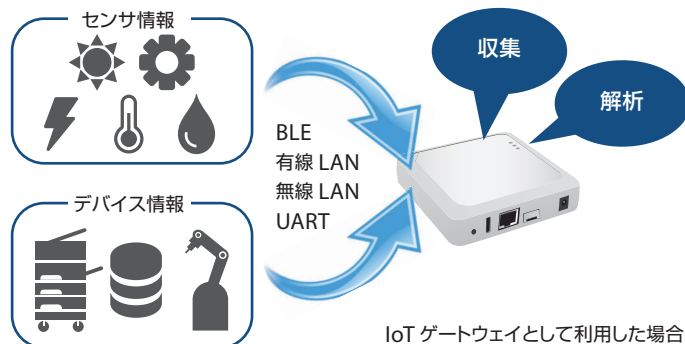 センサ情報
収集
解析
BLE
有線 LAN
無線 LAN
UART
デバイス情報
IoT ゲートウェイとして利用した場合